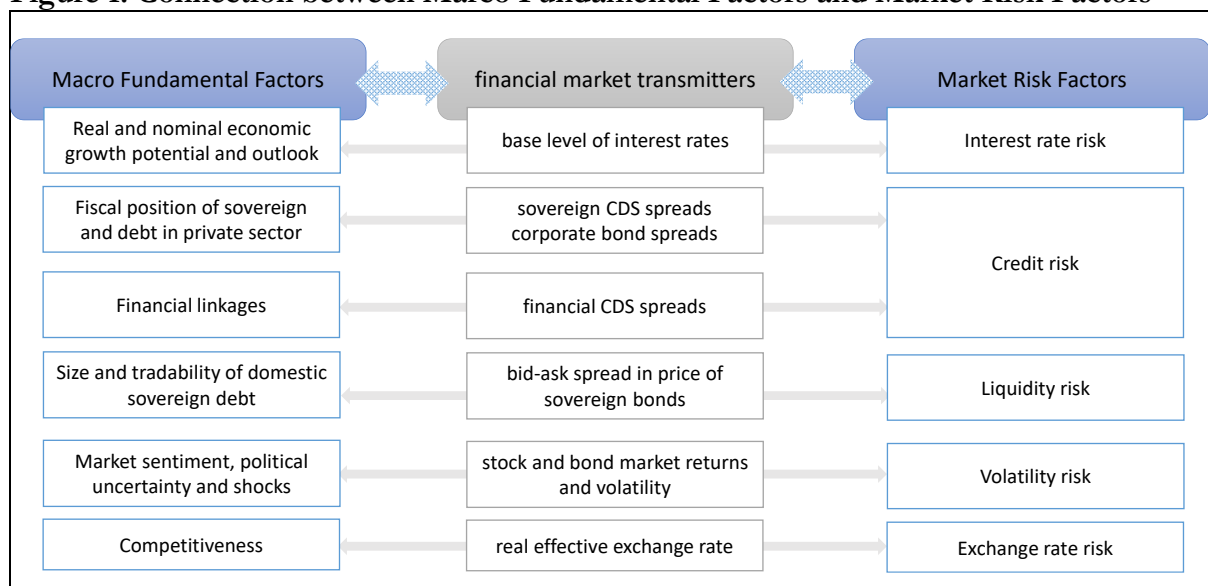 Figure 1. Connection between Marco Fundamental Factors and Market Risk Factors
Macro Fundamental Factors
financial market transmitters
Market Risk Factors
Real and nominal economic
growth potential and outlook
base level of interest rates
Interest rate risk
Fiscal position of sovereign
and debt in private sector
sovereign CDS spreads
corporate bond spreads
Credit risk
Financial linkages
financial CDS spreads
Size and tradability of domestic
sovereign debt
bid-ask spread in price of
sovereign bonds
Liquidity risk
Market sentiment, political
uncertainty and shocks
stock and bond market returns
and volatility
Volatility risk
Competitiveness
real effective exchange rate
Exchange rate risk